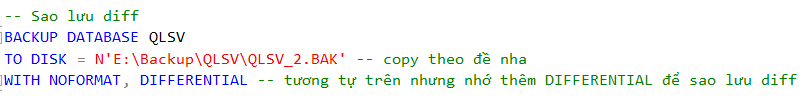 -- Sao lưu diff
BACKUP DATABASE QLSV
TO DISK = N'E:\Backup\QLSV\QLSV_2.BAK' -- copy theo đề nha
WITH NOFORMAT, DIFFERENTIAL -- tương tự trên nhưng nhớ thêm DIFFERENTIAL để sao lưu diff